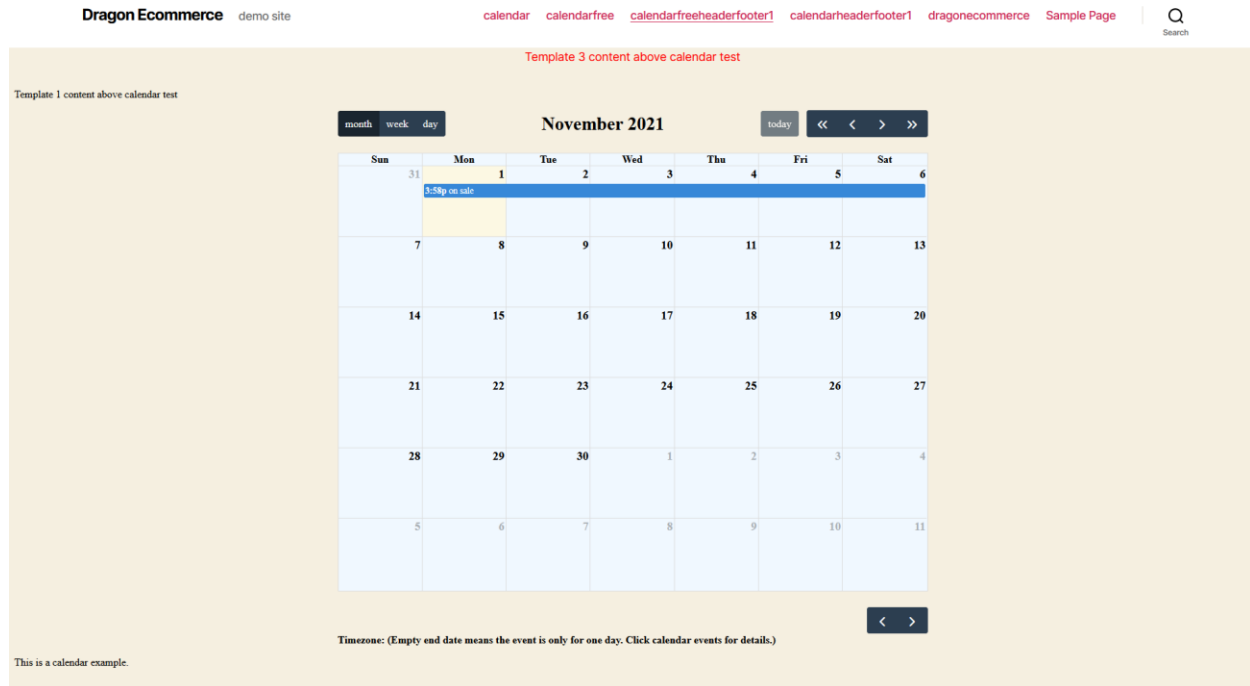 Dragon Ecommerce demo site calendar calendarfree calendarfreeheaderfooter1 calendarheaderfooter1 dragonecommerce Sample Page
Search
Template 3 content above calendar test
Template 1 content above calendar test
month week day November 2021 today « < > »
Sun Mon Tue Wed Thu Fri Sat
31 1 2 3 4 5 6
3:58p on sale
7 8 9 10 11 12 13
14 15 16 17 18 19 20
21 22 23 24 25 26 27
28 29 30 1 2 3 4
5 6 7 8 9 10 11
< >
Timezone: (Empty end date means the event is only for one day. Click calendar events for details.)
This is a calendar example.